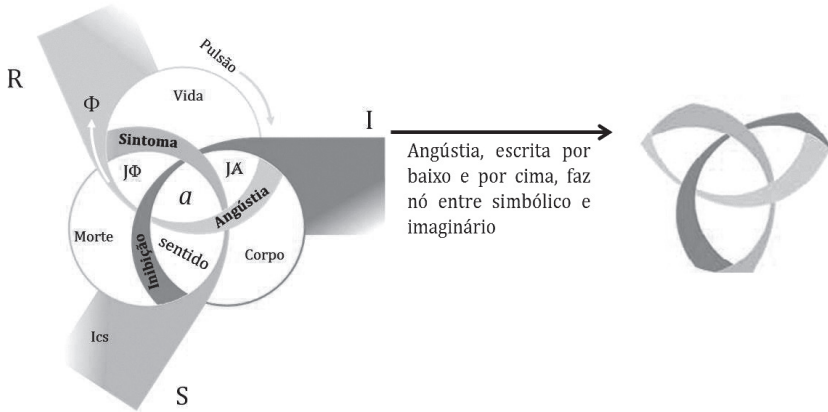 R
Φ
Pulsão
Vida
I
Sintoma
JΦ
JA̸
a
Angústia
Morte
Inibição
sentido
Corpo
Ics
S
Angústia, escrita por
baixo e por cima, faz
nó entre simbólico e
imaginário